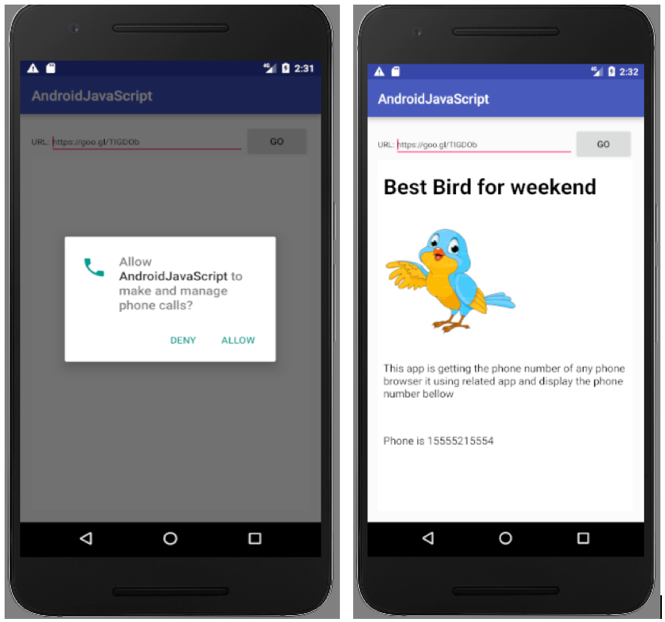 2:31
AndroidJavaScript
URL: https://goo.gl/TIGDOb
GO
Allow
AndroidJavaScript to
make and manage
phone calls?
DENY ALLOW
2:32
AndroidJavaScript
URL: https://goo.gl/TIGDOb
GO
Best Bird for weekend
This app is getting the phone number of any phone
browser it using related app and display the phone
number bellow
Phone is 15555215554